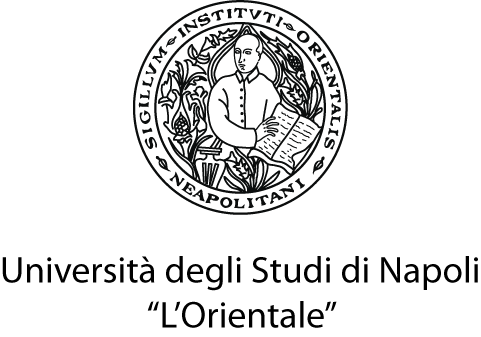 SIGILLVM INSTITVTI ORIENTALIS NEAPOLITANI
Università degli Studi di Napoli
“L’Orientale”